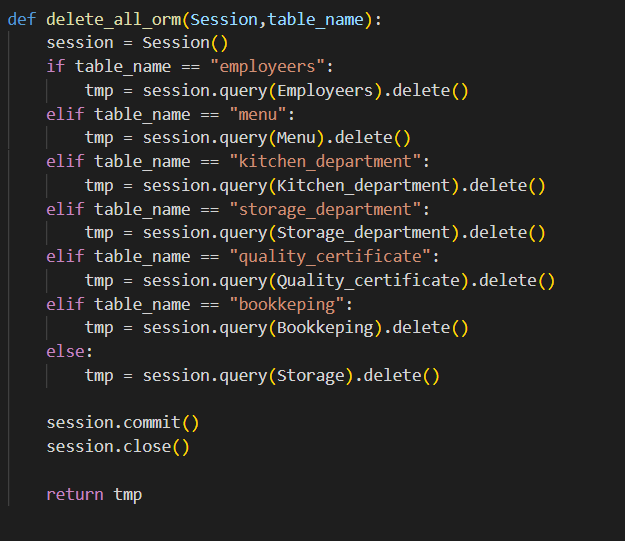 def delete_all_orm(Session,table_name):
    session = Session()
    if table_name == "employeers":
        tmp = session.query(Employeers).delete()
    elif table_name == "menu":
        tmp = session.query(Menu).delete()
    elif table_name == "kitchen_department":
        tmp = session.query(Kitchen_department).delete()
    elif table_name == "storage_department":
        tmp = session.query(Storage_department).delete()
    elif table_name == "quality_certificate":
        tmp = session.query(Quality_certificate).delete()
    elif table_name == "bookkeping":
        tmp = session.query(Bookkeping).delete()
    else:
        tmp = session.query(Storage).delete()
    session.commit()
    session.close()
    return tmp